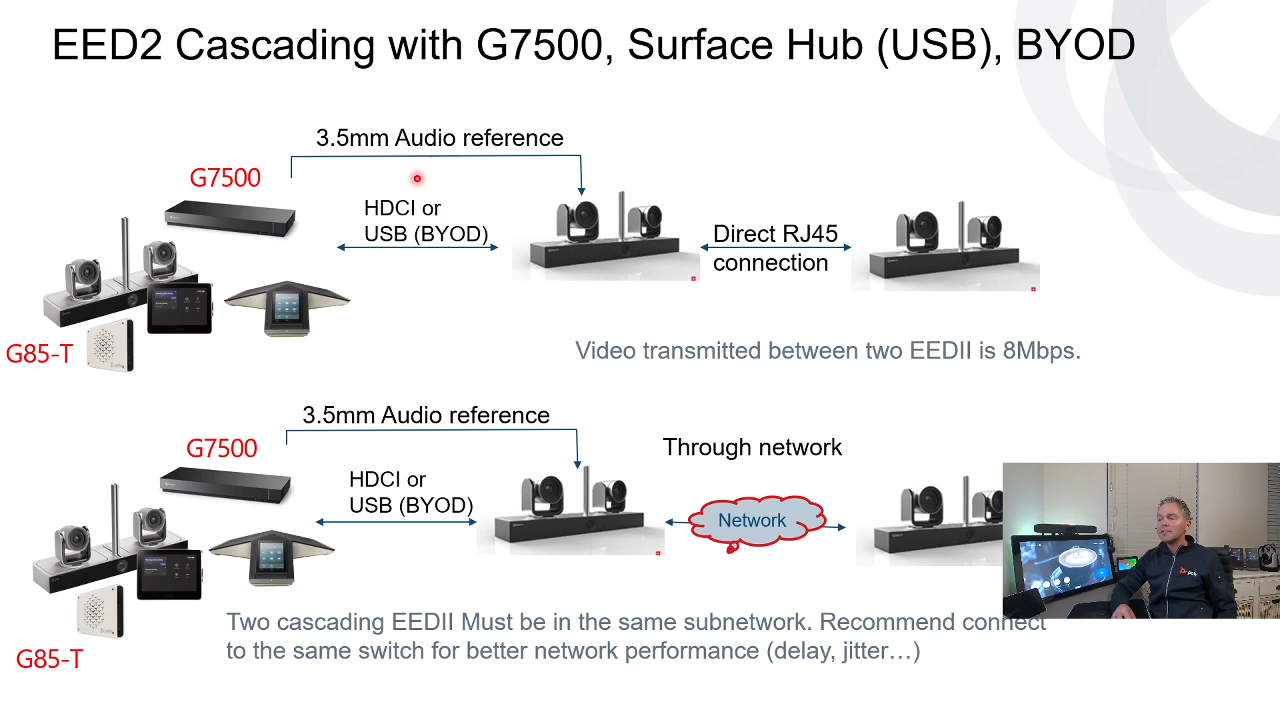 EED2 Cascading with G7500, Surface Hub (USB), BYOD
3.5mm Audio reference
G7500
HDCI or
USB (BYOD)
Direct RJ45
connection
G85-T
Video transmitted between two EEDII is 8Mbps.
3.5mm Audio reference
G7500
Through network
HDCI or
USB (BYOD)
Network
poly
Two cascading EEDII Must be in the same subnetwork. Recommend connect
to the same switch for better network performance (delay, jitter…)
G85-T